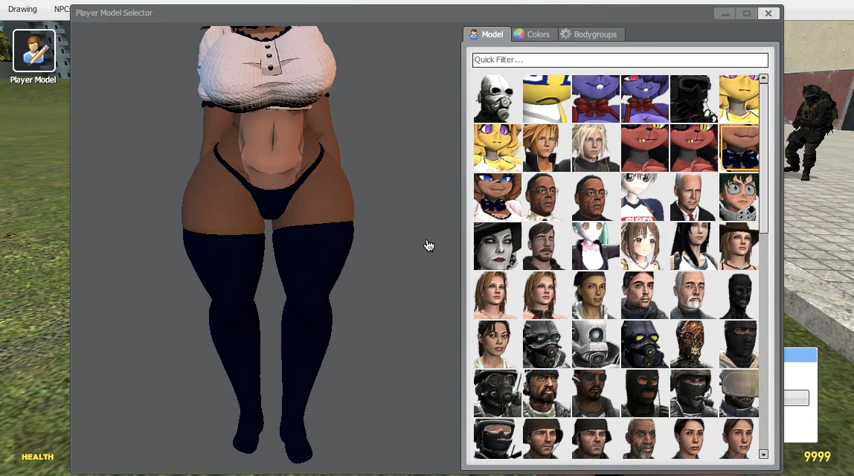 Drawing
NPC
Player Model Selector
Player Model
Model
Colors
Bodygroups
Quick Filter...
HEALTH
9999